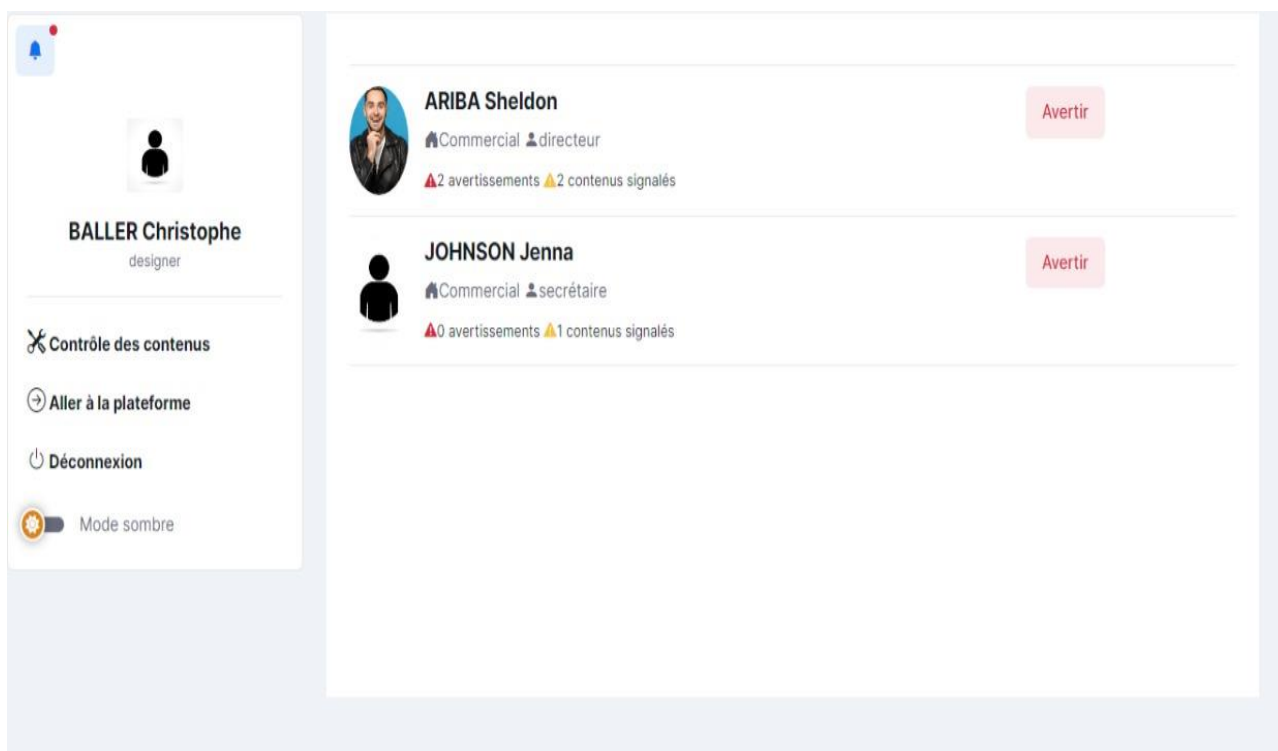 BALLER Christophe
designer
Contrôle des contenus
Aller à la plateforme
Déconnexion
Mode sombre
ARIBA Sheldon
Avertir
Commercial directeur
2 avertissements 2 contenus signalés
JOHNSON Jenna
Avertir
Commercial secrétaire
0 avertissements 1 contenus signalés